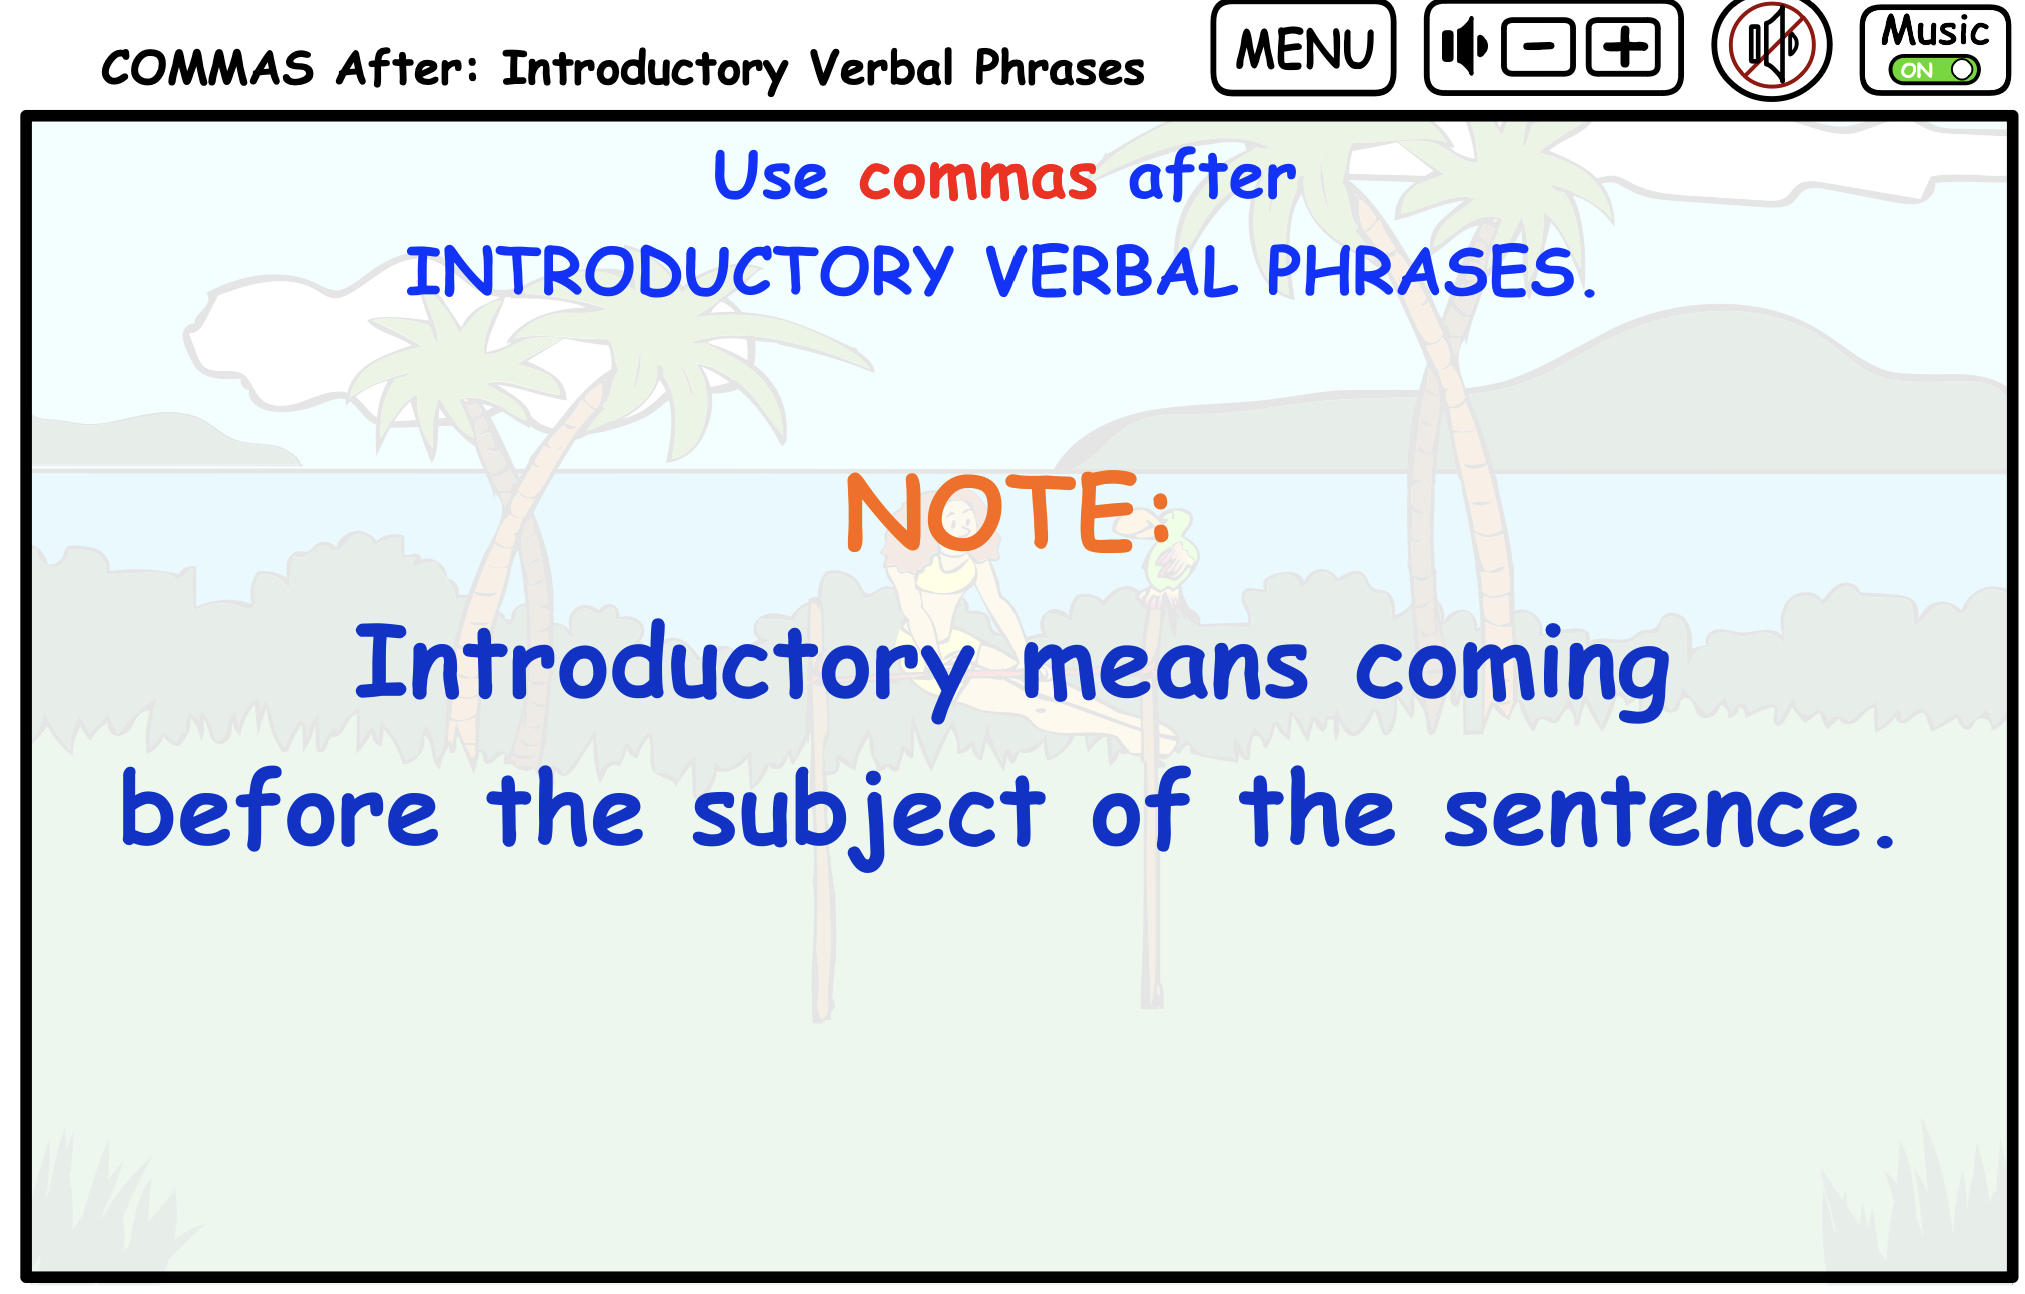 COMMAS After: Introductory Verbal Phrases
MENU
Music
ON
Use commas after
INTRODUCTORY VERBAL PHRASES.
NOTE:
Introductory means coming
before the subject of the sentence.